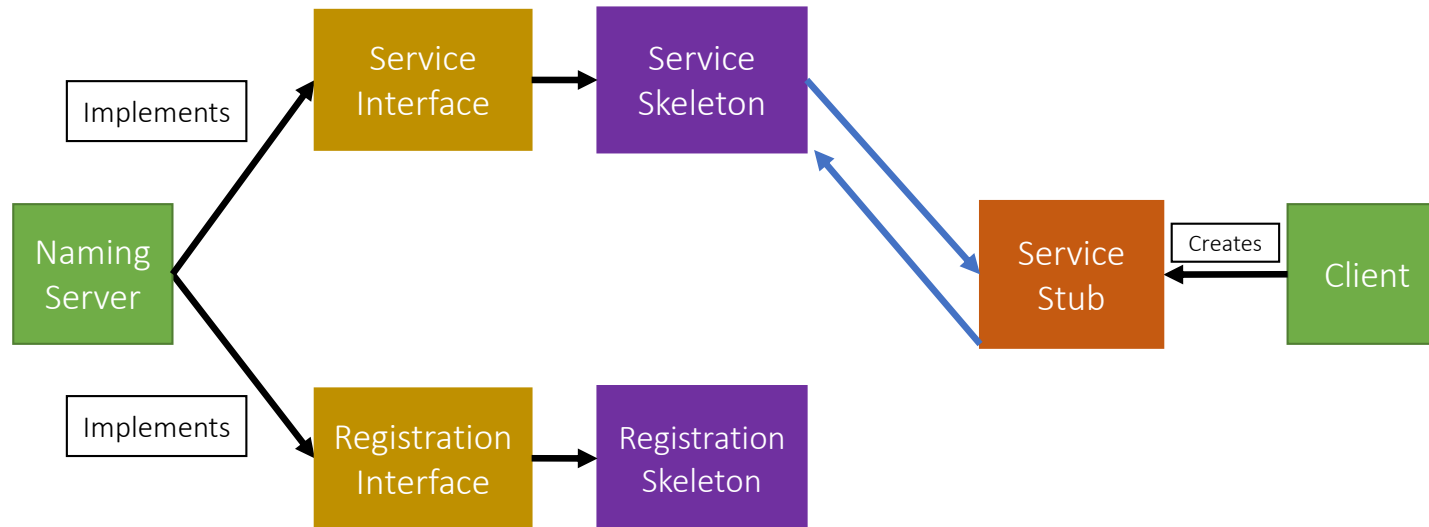 Service
Interface
Service
Skeleton
Implements
Naming
Server
Service
Stub
Creates
Client
Implements
Registration
Interface
Registration
Skeleton